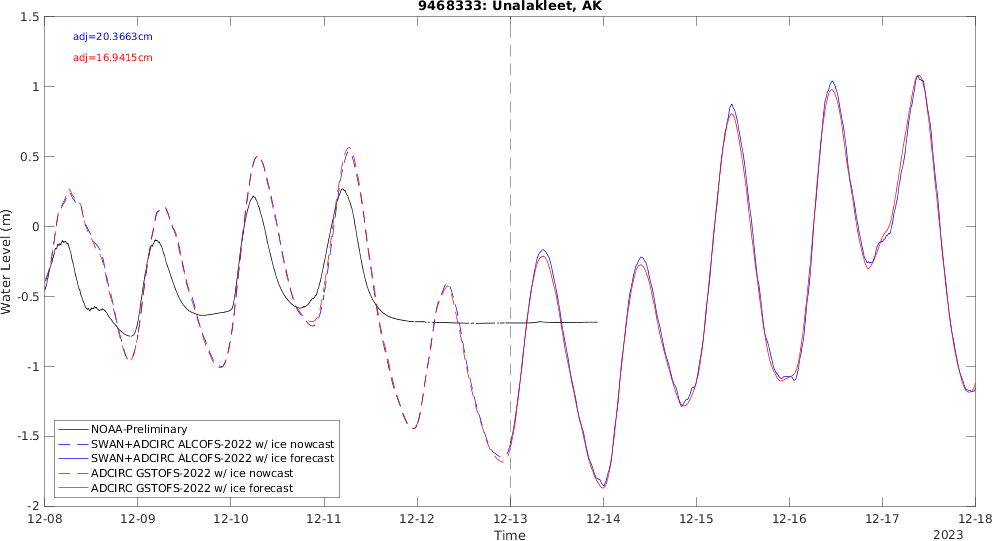 9468333: Unalakleet, AK
adj=20.3663cm
adj=16.9415cm
Water Level (m)
1.5
1
0.5
0
-0.5
-1
-1.5
-2
NOAA-Preliminary
SWAN+ADCIRC ALCOFS-2022 w/ ice nowcast
SWAN+ADCIRC ALCOFS-2022 w/ ice forecast
ADCIRC GSTOFS-2022 w/ ice nowcast
ADCIRC GSTOFS-2022 w/ ice forecast
12-08 12-09 12-10 12-11 12-12 12-13 12-14 12-15 12-16 12-17 12-18
Time
2023